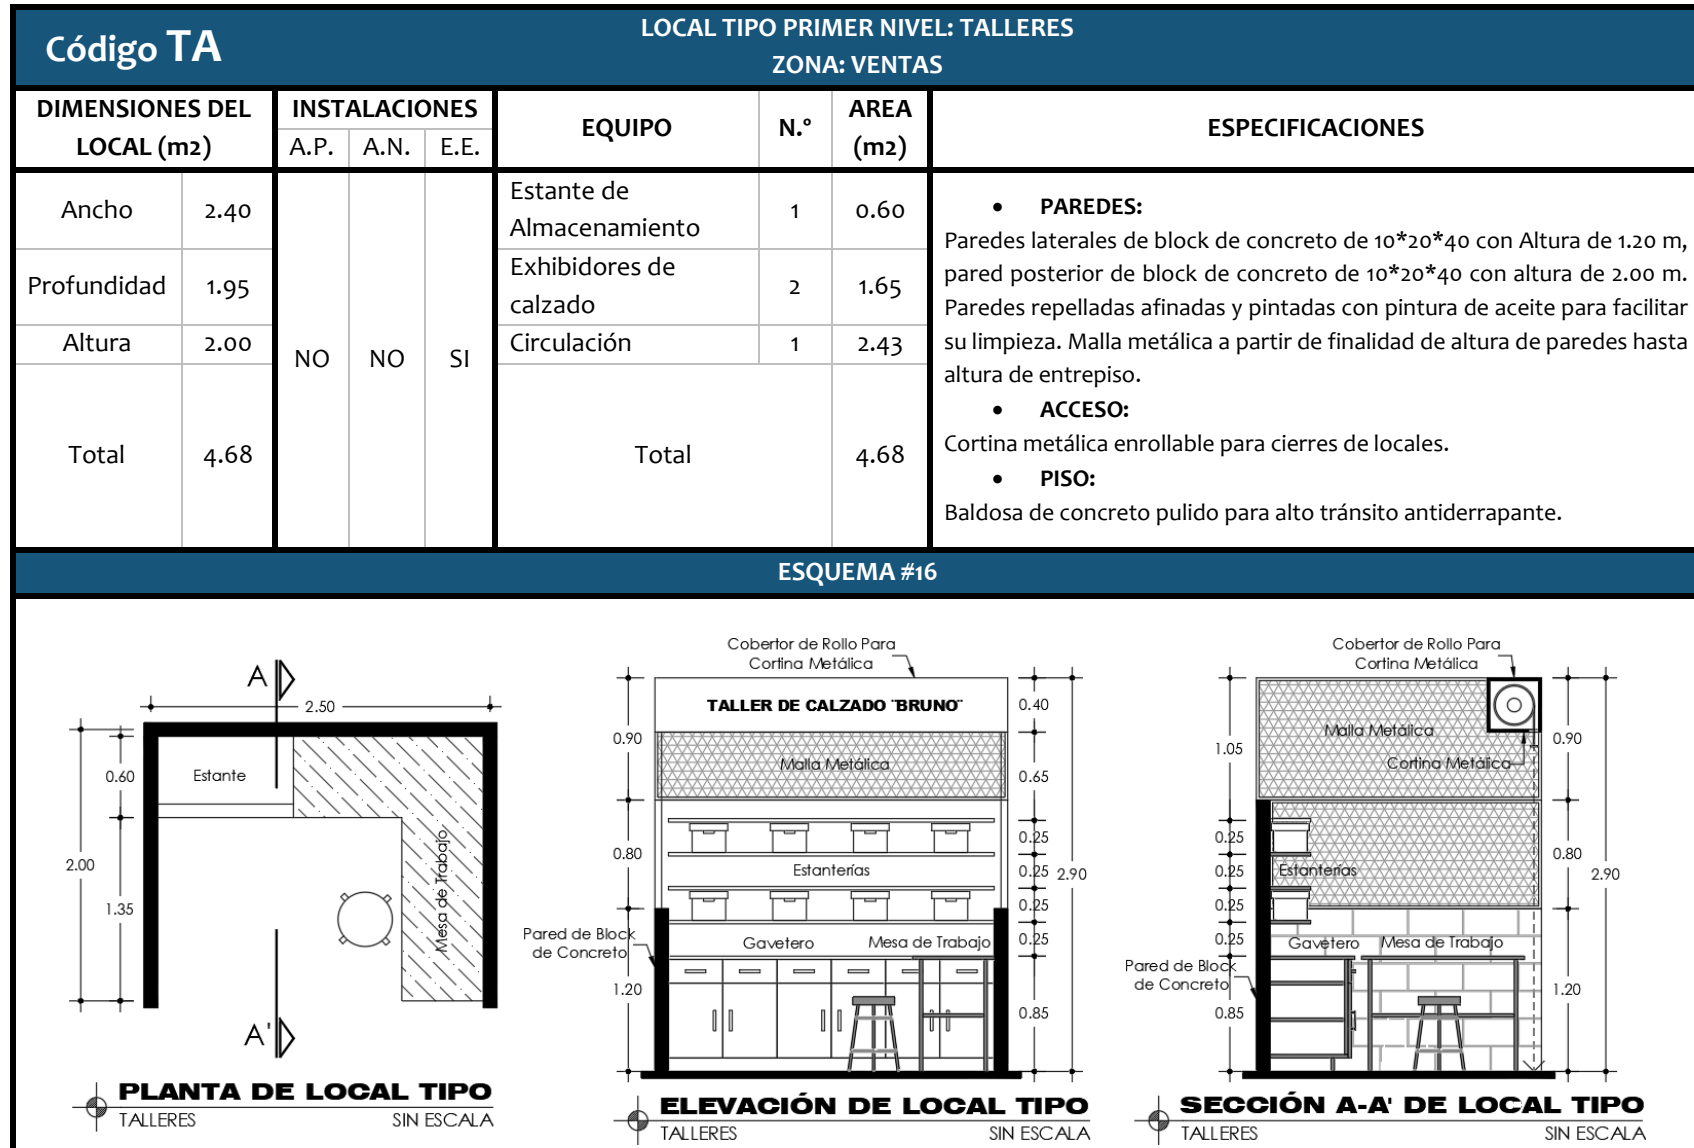 Código TA
LOCAL TIPO PRIMER NIVEL: TALLERES
ZONA: VENTAS
DIMENSIONES DEL
LOCAL (m2)
INSTALACIONES
A.P. A.N. E.E.
EQUIPO
N.°
AREA
(m2)
ESPECIFICACIONES
Ancho 2.40
Profundidad 1.95
Altura 2.00
Total 4.68
NO NO SI
Estante de
Almacenamiento
1 0.60
Exhibidores de
calzado
2 1.65
Circulación 1 2.43
Total 4.68
• PAREDES:
Paredes laterales de block de concreto de 10*20*40 con Altura de 1.20 m,
pared posterior de block de concreto de 10*20*40 con altura de 2.00 m.
Paredes repelladas afinadas y pintadas con pintura de aceite para facilitar
su limpieza. Malla metálica a partir de finalidad de altura de paredes hasta
altura de entrepiso.
• ACCESO:
Cortina metálica enrollable para cierres de locales.
• PISO:
Baldosa de concreto pulido para alto tránsito antiderrapante.
ESQUEMA #16
A
2.50
0.60
Estante
2.00
1.35
Mesa de Trabajo
A'
PLANTA DE LOCAL TIPO
TALLERES SIN ESCALA
Cobertor de Rollo Para
Cortina Metálica
TALLER DE CALZADO "BRUNO"
0.40
0.90
Malla Metálica
0.65
0.25
0.80
Estanterías
0.25
2.90
0.25
Pared de Block
de Concreto
Gavetero
Mesa de Trabajo
0.25
1.20
0.85
ELEVACIÓN DE LOCAL TIPO
TALLERES SIN ESCALA
Cobertor de Rollo Para
Cortina Metálica
Malla Metálica
1.05
0.90
Cortina Metálica
0.25
0.80
0.25
Estanterías
2.90
0.25
0.25
Gavetero
Mesa de Trabajo
Pared de Block
de Concreto
1.20
0.85
SECCIÓN A-A' DE LOCAL TIPO
TALLERES SIN ESCALA